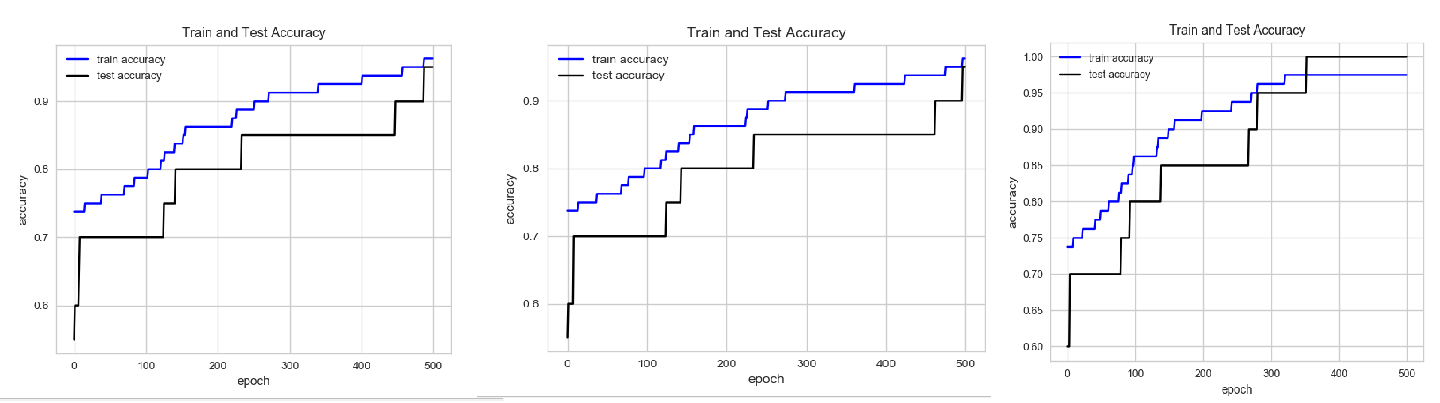 Train and Test Accuracy
train accuracy
test accuracy
0.9
0.8
0.7
0.6
accuracy
0 100 200 300 400 500
epoch
Train and Test Accuracy
train accuracy
test accuracy
0.9
0.8
0.7
0.6
accuracy
0 100 200 300 400 500
epoch
Train and Test Accuracy
train accuracy
test accuracy
1.00
0.95
0.90
0.85
0.80
0.75
0.70
0.65
0.60
accuracy
0 100 200 300 400 500
epoch